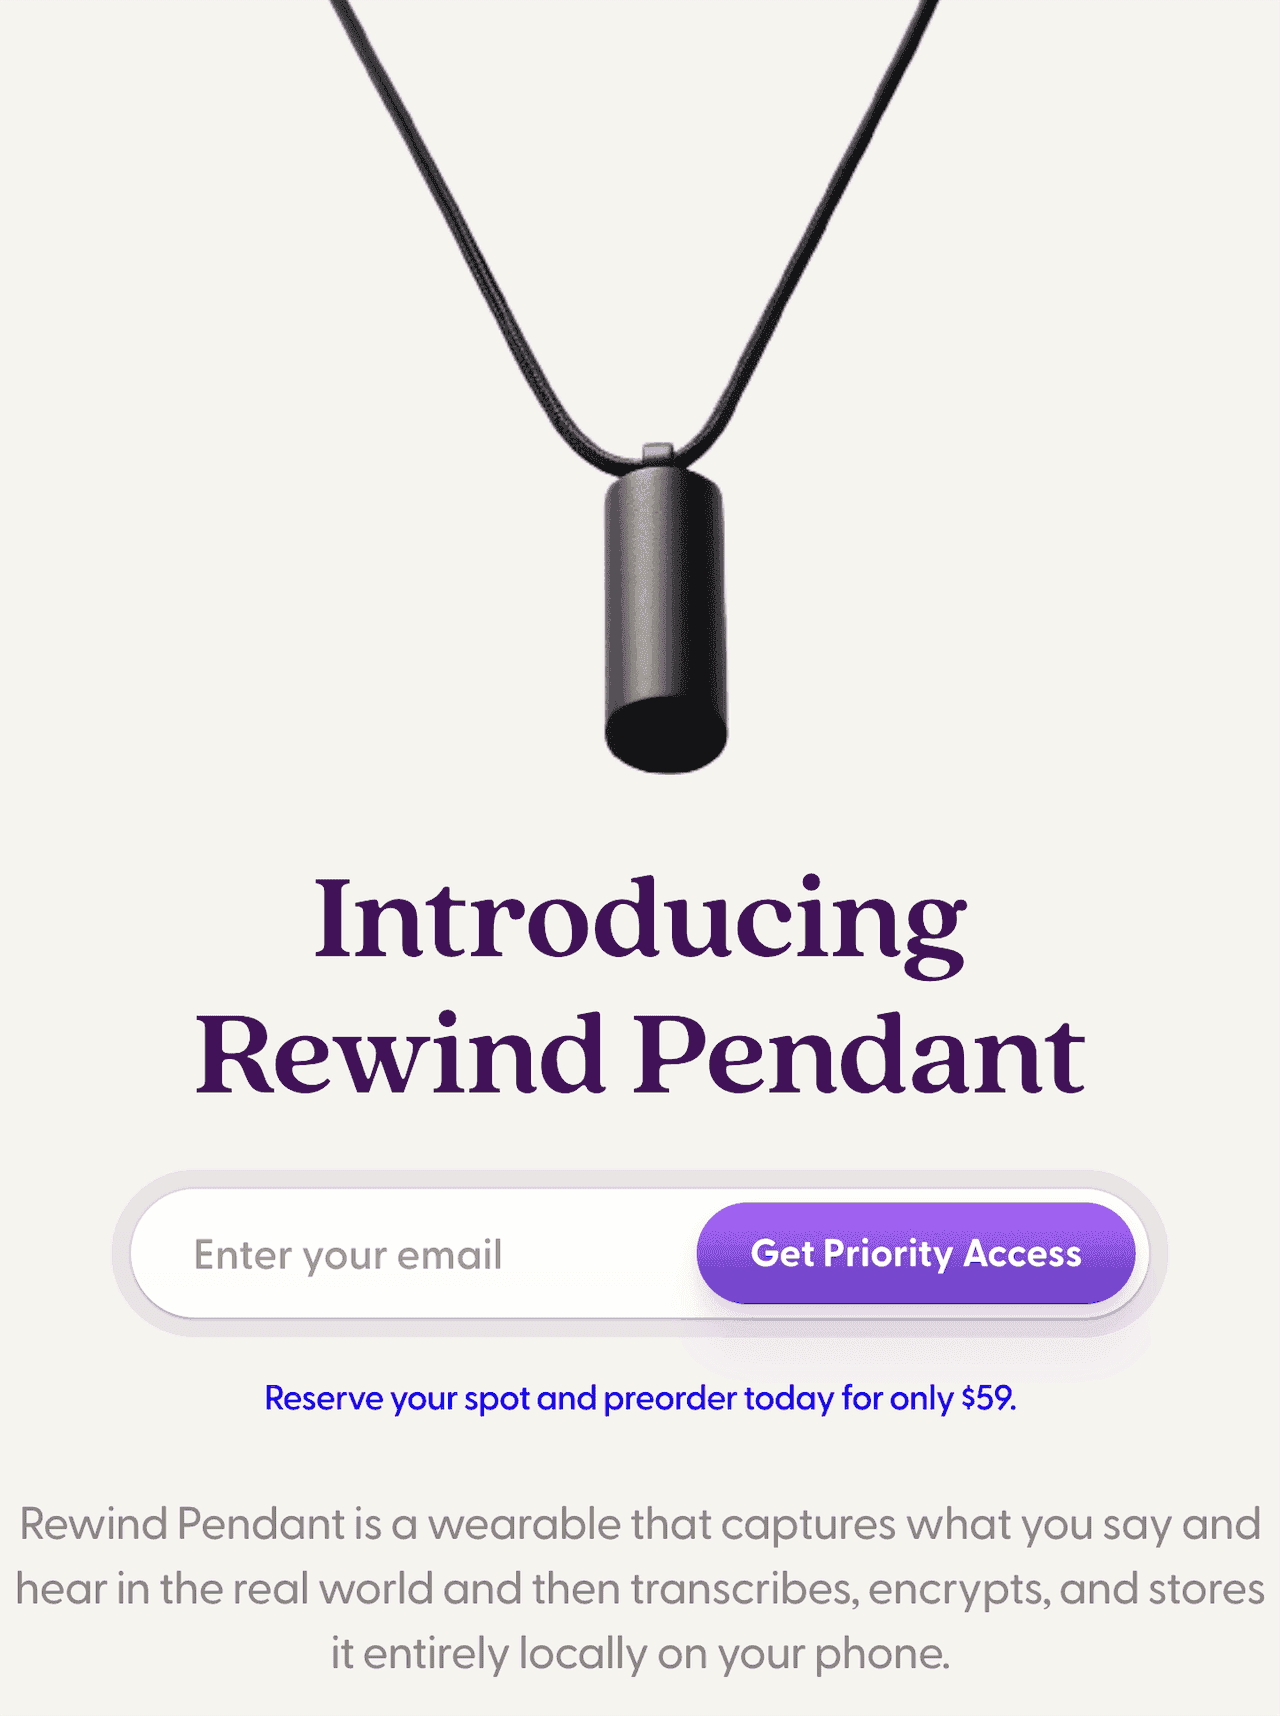 Introducing
Rewind Pendant
Enter your email
Get Priority Access
Reserve your spot and preorder today for only $59.
Rewind Pendant is a wearable that captures what you say and
hear in the real world and then transcribes, encrypts, and stores
it entirely locally on your phone.